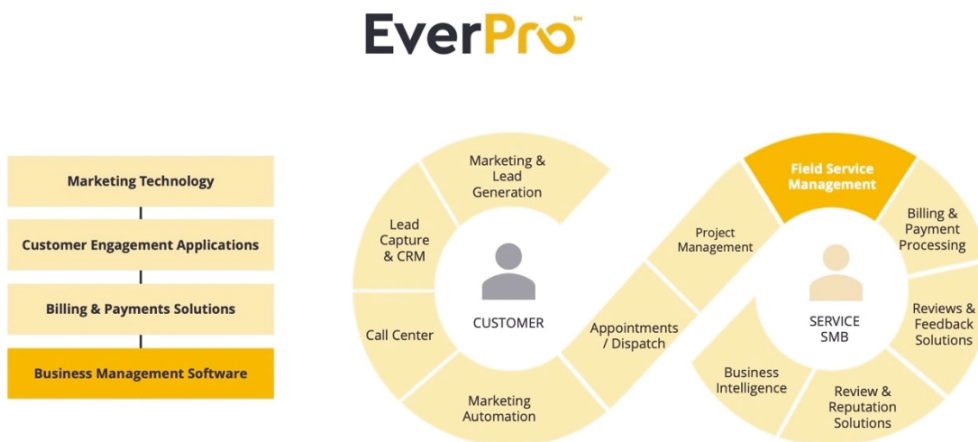 EverPro℠
Marketing Technology
Customer Engagement Applications
Billing & Payments Solutions
Business Management Software
Marketing &
Lead
Generation
Lead
Capture
& CRM
Call Center
Marketing
Automation
Appointments
/ Dispatch
Project
Management
Field Service
Management
Billing &
Payment
Processing
Reviews &
Feedback
Solutions
Review &
Reputation
Solutions
Business
Intelligence
CUSTOMER
SERVICE
SMB